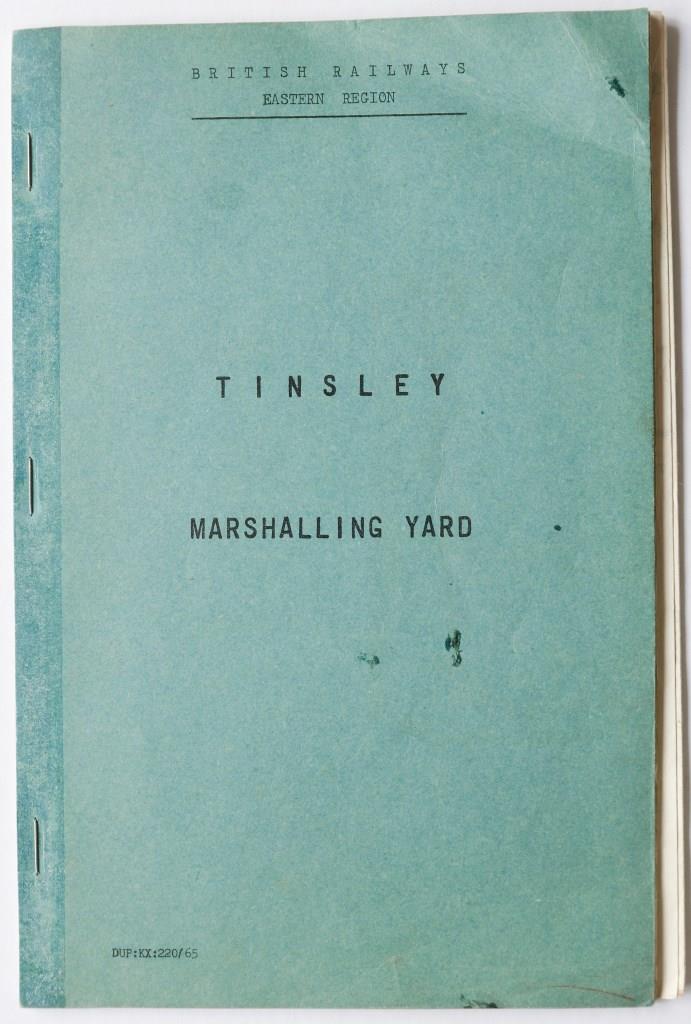 BRITISH RAILWAYS
EASTERN REGION
TINSLEY
MARSHALLING YARD
DUP:KX:220/65